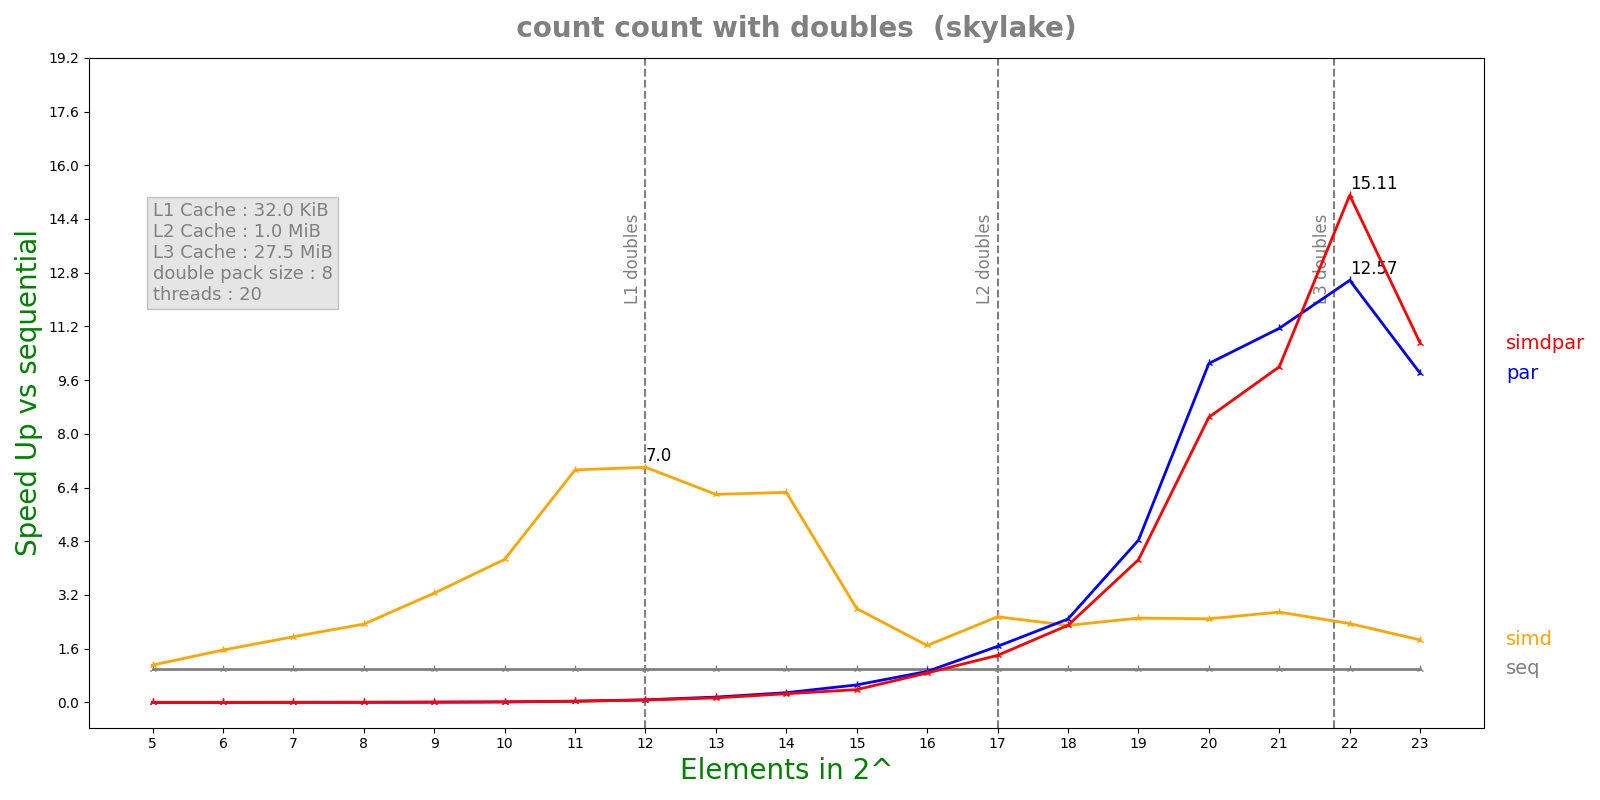 count count with doubles  (skylake)
Speed Up vs sequential
19.2
17.6
16.0
14.4
12.8
11.2
9.6
8.0
6.4
4.8
3.2
1.6
0.0
L1 Cache : 32.0 KiB
L2 Cache : 1.0 MiB
L3 Cache : 27.5 MiB
double pack size : 8
threads : 20
L1 doubles
L2 doubles
L3 doubles
7.0
15.11
12.57
simdpar
par
simd
seq
5 6 7 8 9 10 11 12 13 14 15 16 17 18 19 20 21 22 23
Elements in 2^